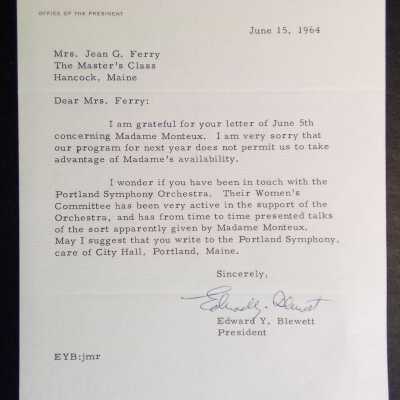 OFFICE OF THE PRESIDENT
June 15, 1964
Mrs. Jean G. Ferry
The Master's Class
Hancock, Maine
Dear Mrs. Ferry:
I am grateful for your letter of June 5th
concerning Madame Monteux. I am very sorry that
our program for next year does not permit us to take
advantage of Madame's availability.
I wonder if you have been in touch with the
Portland Symphony Orchestra. Their Women's
Committee has been very active in the support of the
Orchestra, and has from time to time presented talks
of the sort apparently given by Madame Monteux.
May I suggest that you write to the Portland Symphony,
care of City Hall, Portland, Maine.
Sincerely,
Edward Y. Blewett
Edward Y. Blewett
President
EYB:jmr